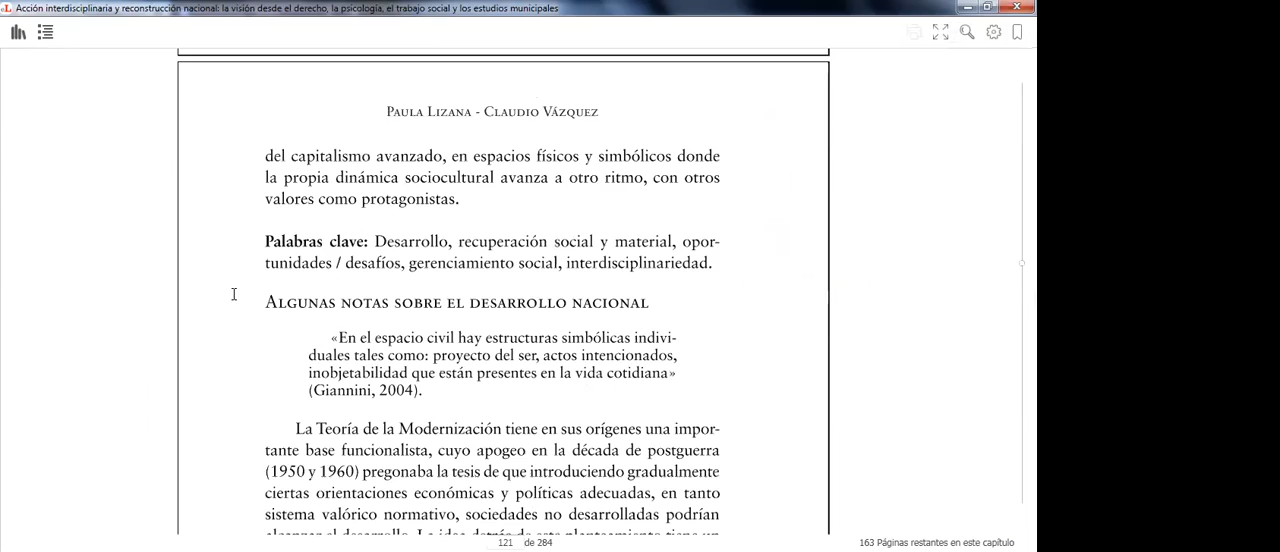 Acción interdisciplinaria y reconstrucción nacional: la visión desde el derecho, la psicología, el trabajo social y los estudios municipales
Paula Lizana - Claudio Vázquez
del capitalismo avanzado, en espacios físicos y simbólicos donde
la propia dinámica sociocultural avanza a otro ritmo, con otros
valores como protagonistas.
Palabras clave: Desarrollo, recuperación social y material, opor-
tunidades / desafíos, gerenciamiento social, interdisciplinariedad.
Algunas notas sobre el desarrollo nacional
«En el espacio civil hay estructuras simbólicas indivi-
duales tales como: proyecto del ser, actos intencionados,
inobjetabilidad que están presentes en la vida cotidiana»
(Giannini, 2004).
La Teoría de la Modernización tiene en sus orígenes una impor-
tante base funcionalista, cuyo apogeo en la década de postguerra
(1950 y 1960) pregonaba la tesis de que introduciendo gradualmente
ciertas orientaciones económicas y políticas adecuadas, en tanto
sistema valórico normativo, sociedades no desarrolladas podrían
121 de 284
163 Páginas restantes en este capítulo